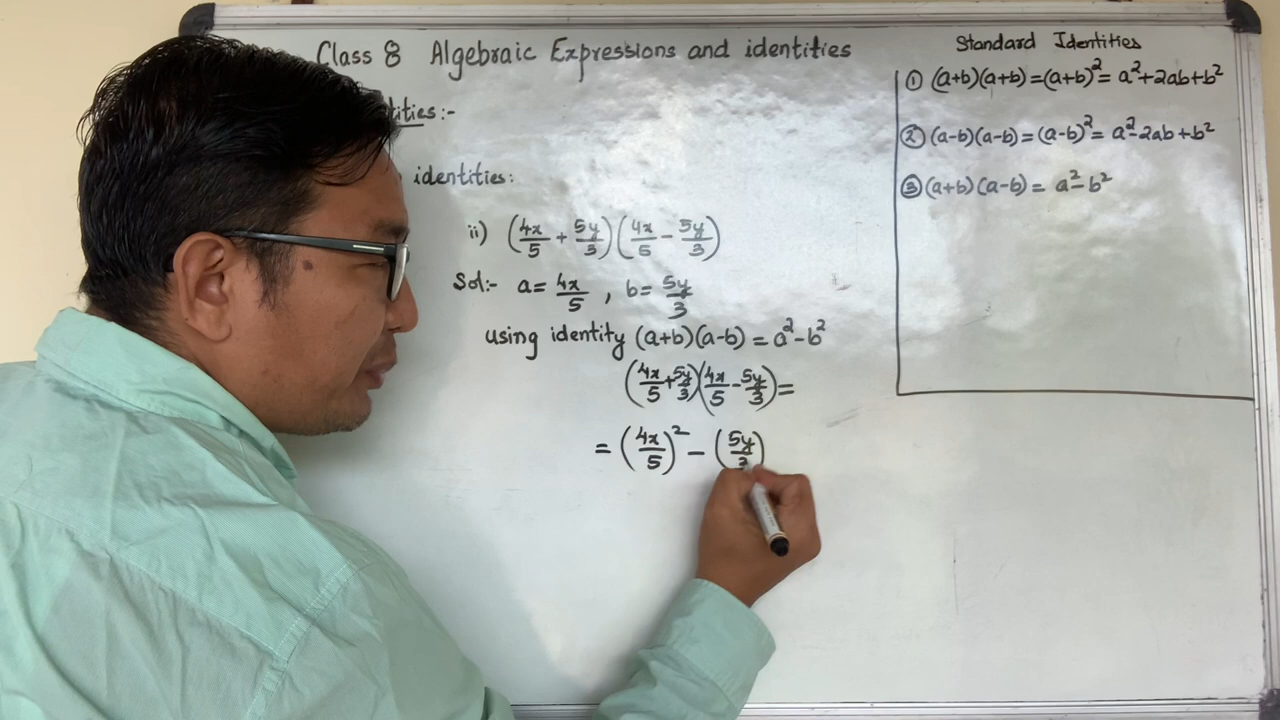 Class 8 Algebraic Expressions and identities
tities :-
identities:
ii) (4x/5 + 5y/3)(4x/5 - 5y/3)
Sol:- a = 4x/5 , b = 5y/3
using identity (a+b)(a-b) = a² - b²
(4x/5 + 5y/3)(4x/5 - 5y/3) =
= (4x/5)² - (5y/3)
Standard Identities
① (a+b)(a+b) = (a+b)² = a² + 2ab + b²
② (a-b)(a-b) = (a-b)² = a² - 2ab + b²
③ (a+b)(a-b) = a² - b²